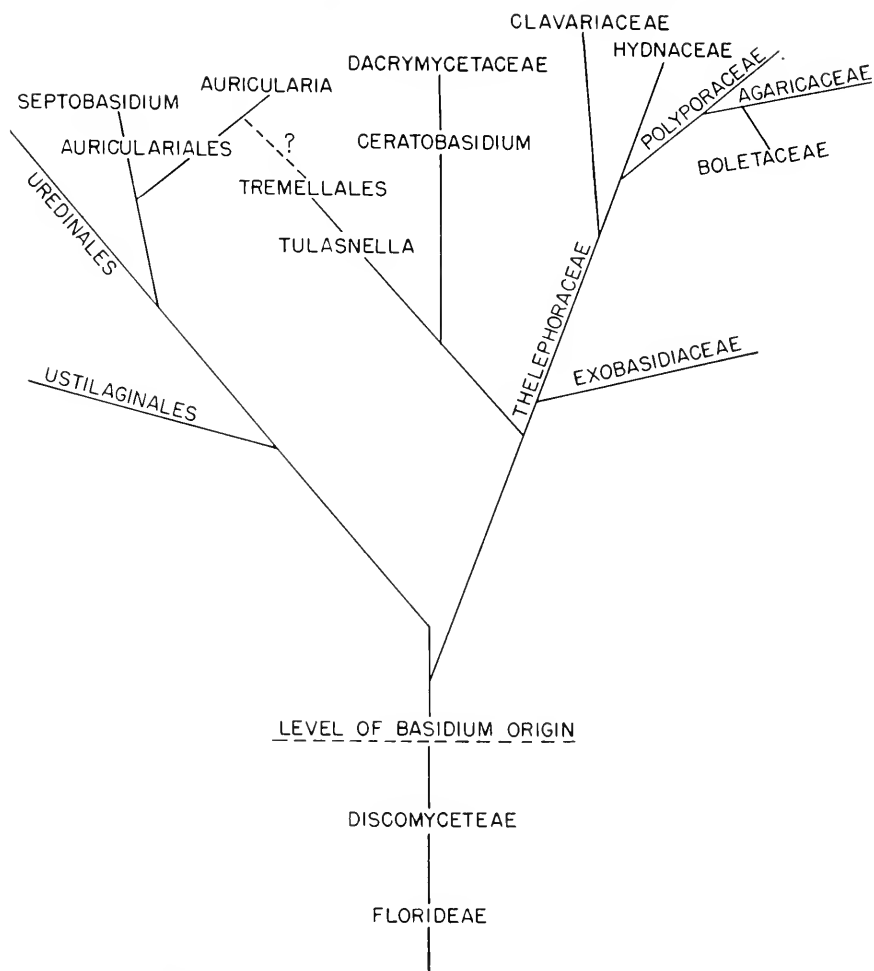 CLAVARIACEAE
HYDNACEAE
DACRYMYCETACEAE
POLYPORACEAE
AGARICACEAE
AURICULARIA
SEPTOBASIDIUM
AURICULARIALES
?
CERATOBASIDIUM
BOLETACEAE
TREMELLALES
UREDINALES
TULASNELLA
THELEPHORACEAE
EXOBASIDIACEAE
USTILAGINALES
LEVEL OF BASIDIUM ORIGIN
DISCOMYCETEAE
FLORIDEAE